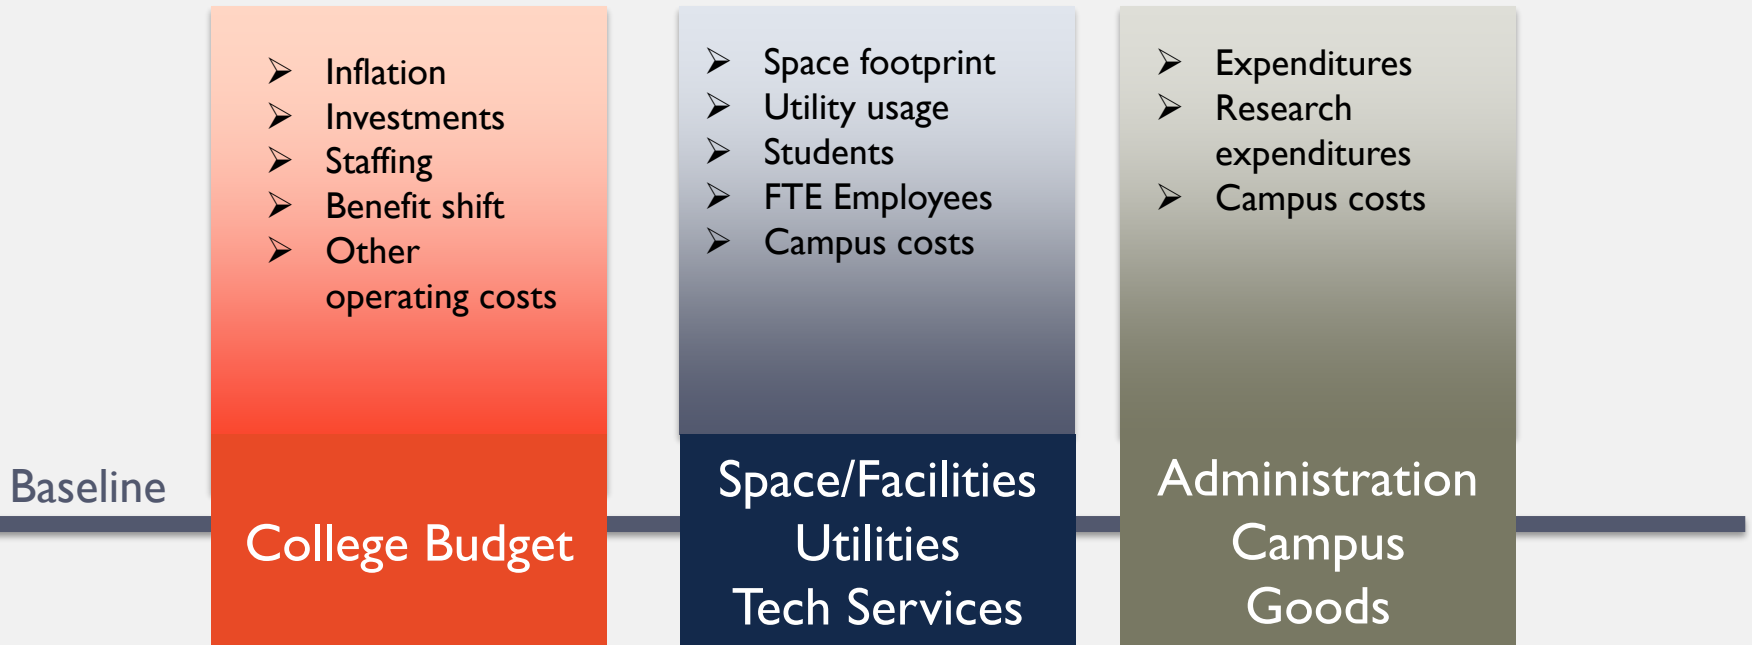 ➢ Inflation
➢ Investments
➢ Staffing
➢ Benefit shift
➢ Other
operating costs
➢ Space footprint
➢ Utility usage
➢ Students
➢ FTE Employees
➢ Campus costs
➢ Expenditures
➢ Research
expenditures
➢ Campus costs
Baseline
College Budget
Space/Facilities
Utilities
Tech Services
Administration
Campus
Goods